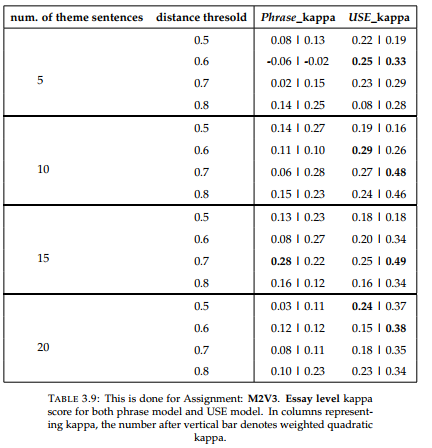 num. of theme sentences distance thresold Phrase_kappa USE_kappa
0.5 0.08 | 0.13 0.22 | 0.19
0.6 -0.06 | -0.02 0.25 | 0.33
5
0.7 0.02 | 0.15 0.23 | 0.29
0.8 0.14 | 0.25 0.08 | 0.28
0.5 0.14 | 0.27 0.19 | 0.16
0.6 0.11 | 0.10 0.29 | 0.26
10
0.7 0.06 | 0.28 0.27 | 0.48
0.8 0.15 | 0.23 0.24 | 0.46
0.5 0.13 | 0.23 0.18 | 0.18
0.6 0.08 | 0.27 0.20 | 0.34
15
0.7 0.28 | 0.22 0.25 | 0.49
0.8 0.16 | 0.12 0.16 | 0.34
0.5 0.03 | 0.11 0.24 | 0.37
0.6 0.12 | 0.12 0.15 | 0.38
20
0.7 0.08 | 0.11 0.18 | 0.35
0.8 0.10 | 0.23 0.23 | 0.34
TABLE 3.9: This is done for Assignment: M2V3. Essay level kappa
score for both phrase model and USE model. In columns represent-
ing kappa, the number after vertical bar denotes weighted quadratic
kappa.